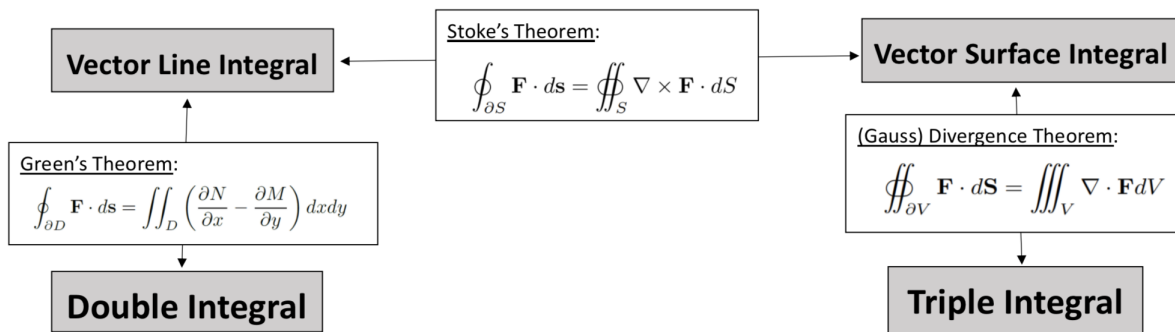 Stoke's Theorem:
∮_{∂S} F · ds = ∯_S ∇ × F · dS
Vector Line Integral
Vector Surface Integral
Green's Theorem:
∮_{∂D} F · ds = ∬_D (∂N/∂x − ∂M/∂y) dxdy
(Gauss) Divergence Theorem:
∯_{∂V} F · dS = ∭_V ∇ · FdV
Double Integral
Triple Integral